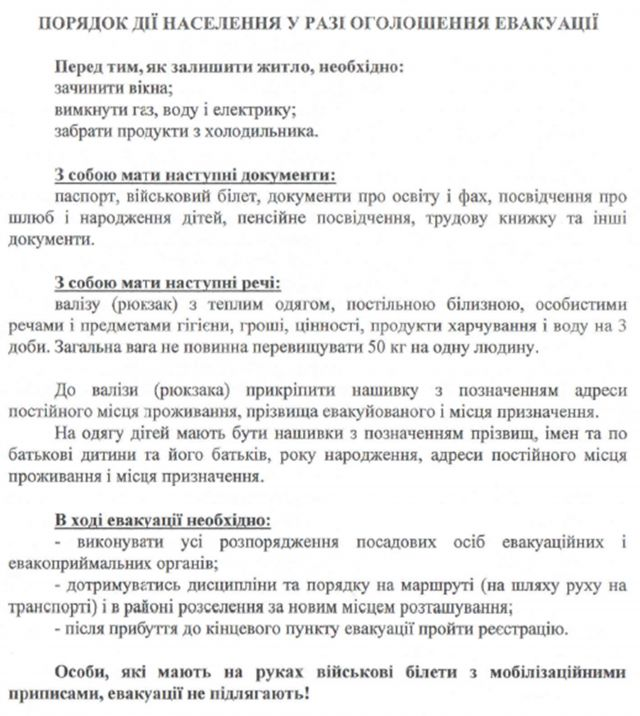 ПОРЯДОК ДІЇ НАСЕЛЕННЯ У РАЗІ ОГОЛОШЕННЯ ЕВАКУАЦІЇ
Перед тим, як залишити житло, необхідно:
зачинити вікна;
вимкнути газ, воду і електрику;
забрати продукти з холодильника.
З собою мати наступні документи:
паспорт, військовий білет, документи про освіту і фах, посвідчення про
шлюб і народження дітей, пенсійне посвідчення, трудову книжку та інші
документи.
З собою мати наступні речі:
валізу (рюкзак) з теплим одягом, постільною білизною, особистими
речами і предметами гігієни, гроші, цінності, продукти харчування і воду на 3
доби. Загальна вага не повинна перевищувати 50 кг на одну людину.
До валізи (рюкзака) прикріпити нашивку з позначенням адреси
постійного місця проживання, прізвища евакуйованого і місця призначення.
На одягу дітей мають бути нашивки з позначенням прізвищ, імен та по
батькові дитини та його батьків, року народження, адреси постійного місця
проживання і місця призначення.
В ході евакуації необхідно:
- виконувати усі розпорядження посадових осіб евакуаційних і
евакоприймальних органів;
- дотримуватись дисципліни та порядку на маршруті (на шляху руху на
транспорті) і в районі розселення за новим місцем розташування;
- після прибуття до кінцевого пункту евакуації пройти реєстрацію.
Особи, які мають на руках військові білети з мобілізаційними
приписами, евакуації не підлягають!